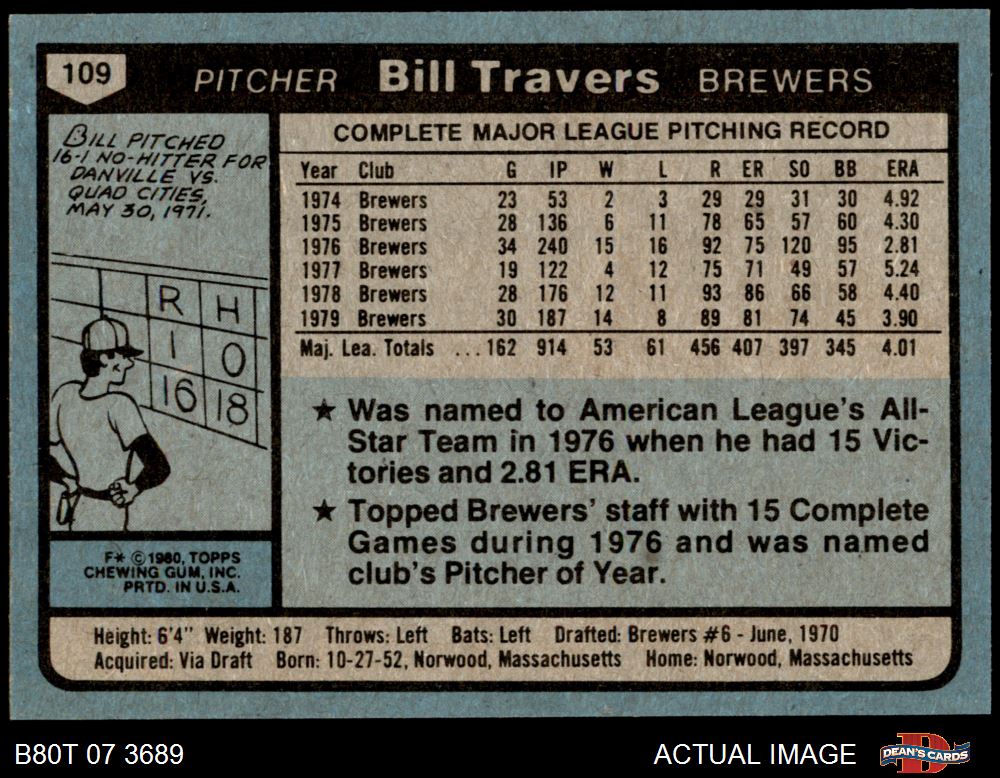 109 PITCHER Bill Travers BREWERS
BILL PITCHED
16-1 NO-HITTER FOR
DANVILLE VS.
QUAD CITIES,
MAY 30, 1971.
R H
1 0
16 18
F* © 1980, TOPPS
CHEWING GUM, INC.
PRTD. IN U.S.A.
COMPLETE MAJOR LEAGUE PITCHING RECORD
Year Club G IP W L R ER SO BB ERA
1974 Brewers 23 53 2 3 29 29 31 30 4.92
1975 Brewers 28 136 6 11 78 65 57 60 4.30
1976 Brewers 34 240 15 16 92 75 120 95 2.81
1977 Brewers 19 122 4 12 75 71 49 57 5.24
1978 Brewers 28 176 12 11 93 86 66 58 4.40
1979 Brewers 30 187 14 8 89 81 74 45 3.90
Maj. Lea. Totals ...162 914 53 61 456 407 397 345 4.01
★ Was named to American League's All-
Star Team in 1976 when he had 15 Vic-
tories and 2.81 ERA.
★ Topped Brewers' staff with 15 Complete
Games during 1976 and was named
club's Pitcher of Year.
Height: 6'4" Weight: 187 Throws: Left Bats: Left Drafted: Brewers #6 - June, 1970
Acquired: Via Draft Born: 10-27-52, Norwood, Massachusetts Home: Norwood, Massachusetts
B80T 07 3689 ACTUAL IMAGE DEAN'S CARDS